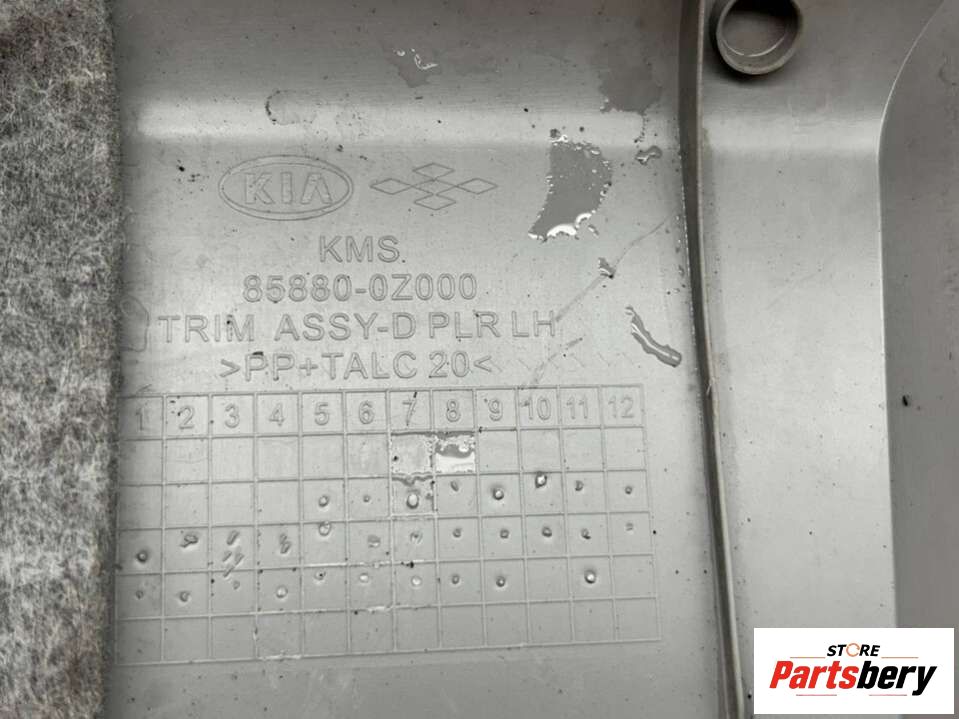 KIA
KMS.
85880-0Z000
TRIM ASSY-D PLR LH
>PP+TALC 20<
1 2 3 4 5 6 7 8 9 10 11 12
STORE
Partsbery